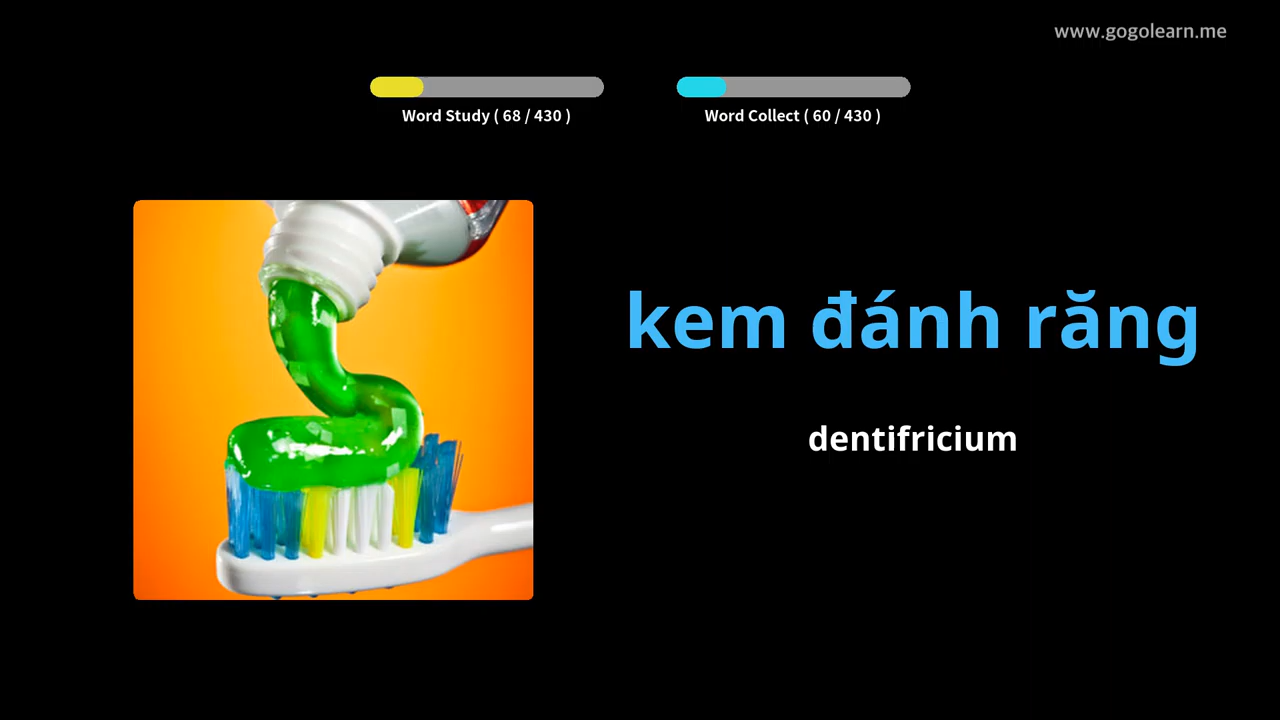 www.gogolearn.me
Word Study ( 68 / 430 )
Word Collect ( 60 / 430 )
kem đánh răng
dentifricium